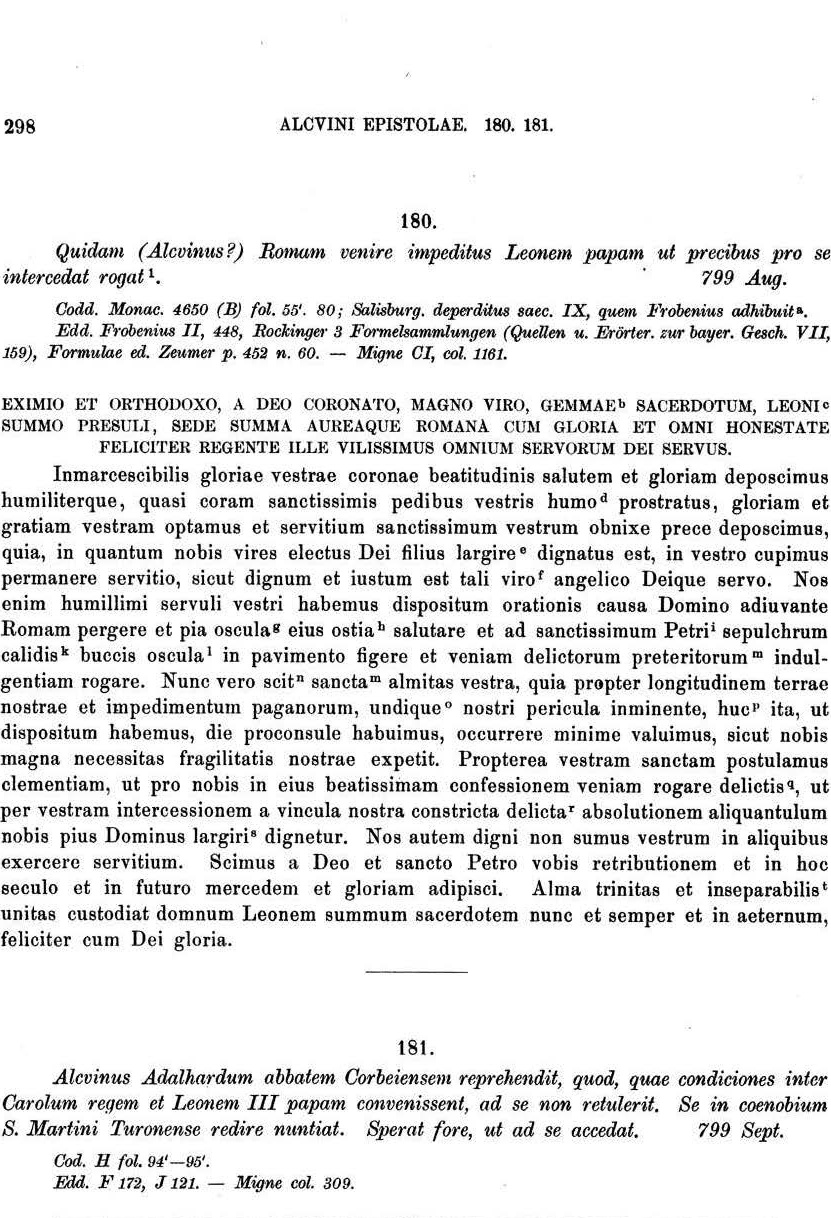 298 ALCVINI EPISTOLAE. 180. 181.
180.
Quidam (Alcvinus?) Romam venire impeditus Leonem papam ut precibus pro se
intercedat rogat ¹. 799 Aug.
Codd. Monac. 4650 (B) fol. 55'. 80; Salisburg. deperditus saec. IX, quem Frobenius adhibuit ᵃ.
Edd. Frobenius II, 448, Rockinger 3 Formelsammlungen (Quellen u. Erörter. zur bayer. Gesch. VII,
159), Formulae ed. Zeumer p. 452 n. 60. — Migne CI, col. 1161.
EXIMIO ET ORTHODOXO, A DEO CORONATO, MAGNO VIRO, GEMMAE ᵇ SACERDOTUM, LEONI ᶜ
SUMMO PRESULI, SEDE SUMMA AUREAQUE ROMANA CUM GLORIA ET OMNI HONESTATE
FELICITER REGENTE ILLE VILISSIMUS OMNIUM SERVORUM DEI SERVUS.
Inmarcescibilis gloriae vestrae coronae beatitudinis salutem et gloriam deposcimus
humiliterque, quasi coram sanctissimis pedibus vestris humo ᵈ prostratus, gloriam et
gratiam vestram optamus et servitium sanctissimum vestrum obnixe prece deposcimus,
quia, in quantum nobis vires electus Dei filius largire ᵉ dignatus est, in vestro cupimus
permanere servitio, sicut dignum et iustum est tali viro ᶠ angelico Deique servo. Nos
enim humillimi servuli vestri habemus dispositum orationis causa Domino adiuvante
Romam pergere et pia oscula ᵍ eius ostia ʰ salutare et ad sanctissimum Petri ⁱ sepulchrum
calidis ᵏ buccis oscula ˡ in pavimento figere et veniam delictorum preteritorum ᵐ indul-
gentiam rogare. Nunc vero scit ⁿ sancta ᵐ almitas vestra, quia propter longitudinem terrae
nostrae et impedimentum paganorum, undique ᵒ nostri pericula inminente, huc ᵖ ita, ut
dispositum habemus, die proconsule habuimus, occurrere minime valuimus, sicut nobis
magna necessitas fragilitatis nostrae expetit. Propterea vestram sanctam postulamus
clementiam, ut pro nobis in eius beatissimam confessionem veniam rogare delictis ᑫ, ut
per vestram intercessionem a vincula nostra constricta delicta ʳ absolutionem aliquantulum
nobis pius Dominus largiri ˢ dignetur. Nos autem digni non sumus vestrum in aliquibus
exercere servitium. Scimus a Deo et sancto Petro vobis retributionem et in hoc
seculo et in futuro mercedem et gloriam adipisci. Alma trinitas et inseparabilis ᵗ
unitas custodiat domnum Leonem summum sacerdotem nunc et semper et in aeternum,
feliciter cum Dei gloria.
181.
Alcvinus Adalhardum abbatem Corbeiensem reprehendit, quod, quae condiciones inter
Carolum regem et Leonem III papam convenissent, ad se non retulerit. Se in coenobium
S. Martini Turonense redire nuntiat. Sperat fore, ut ad se accedat. 799 Sept.
Cod. H fol. 94'—95'.
Edd. F 172, J 121. — Migne col. 309.